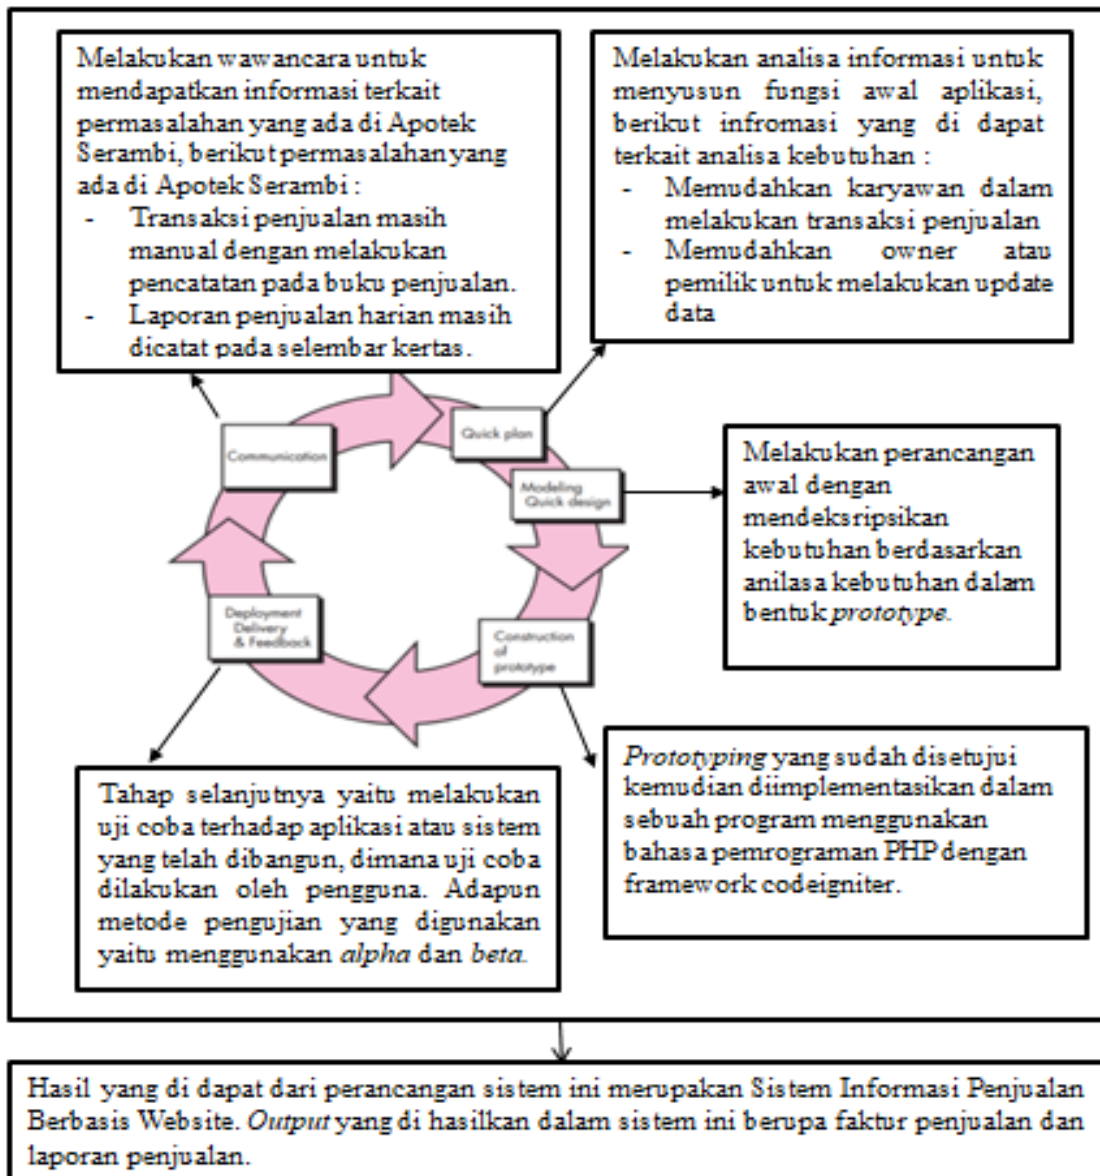 Melakukan wawancara untuk
mendapatkan informasi terkait
permasalahan yang ada di Apotek
Serambi, berikut permasalahan yang
ada di Apotek Serambi :
- Transaksi penjualan masih
manual dengan melakukan
pencatatan pada buku penjualan.
- Laporan penjualan harian masih
dicatat pada selembar kertas.
Melakukan analisa informasi untuk
menyusun fungsi awal aplikasi,
berikut infromasi yang di dapat
terkait analisa kebutuhan :
- Memudahkan karyawan dalam
melakukan transaksi penjualan
- Memudahkan owner atau
pemilik untuk melakukan update
data
Communication
Quick plan
Modeling
Quick design
Melakukan perancangan
awal dengan
mendeksripsikan
kebutuhan berdasarkan
anilasa kebutuhan dalam
bentuk prototype.
Construction
of
prototype
Deployment
Delivery
& Feedback
Prototyping yang sudah disetujui
kemudian diimplementasikan dalam
sebuah program menggunakan
bahasa pemrograman PHP dengan
framework codeigniter.
Tahap selanjutnya yaitu melakukan
uji coba terhadap aplikasi atau sistem
yang telah dibangun, dimana uji coba
dilakukan oleh pengguna. Adapun
metode pengujian yang digunakan
yaitu menggunakan alpha dan beta.
Hasil yang di dapat dari perancangan sistem ini merupakan Sistem Informasi Penjualan
Berbasis Website. Output yang di hasilkan dalam sistem ini berupa faktur penjualan dan
laporan penjualan.